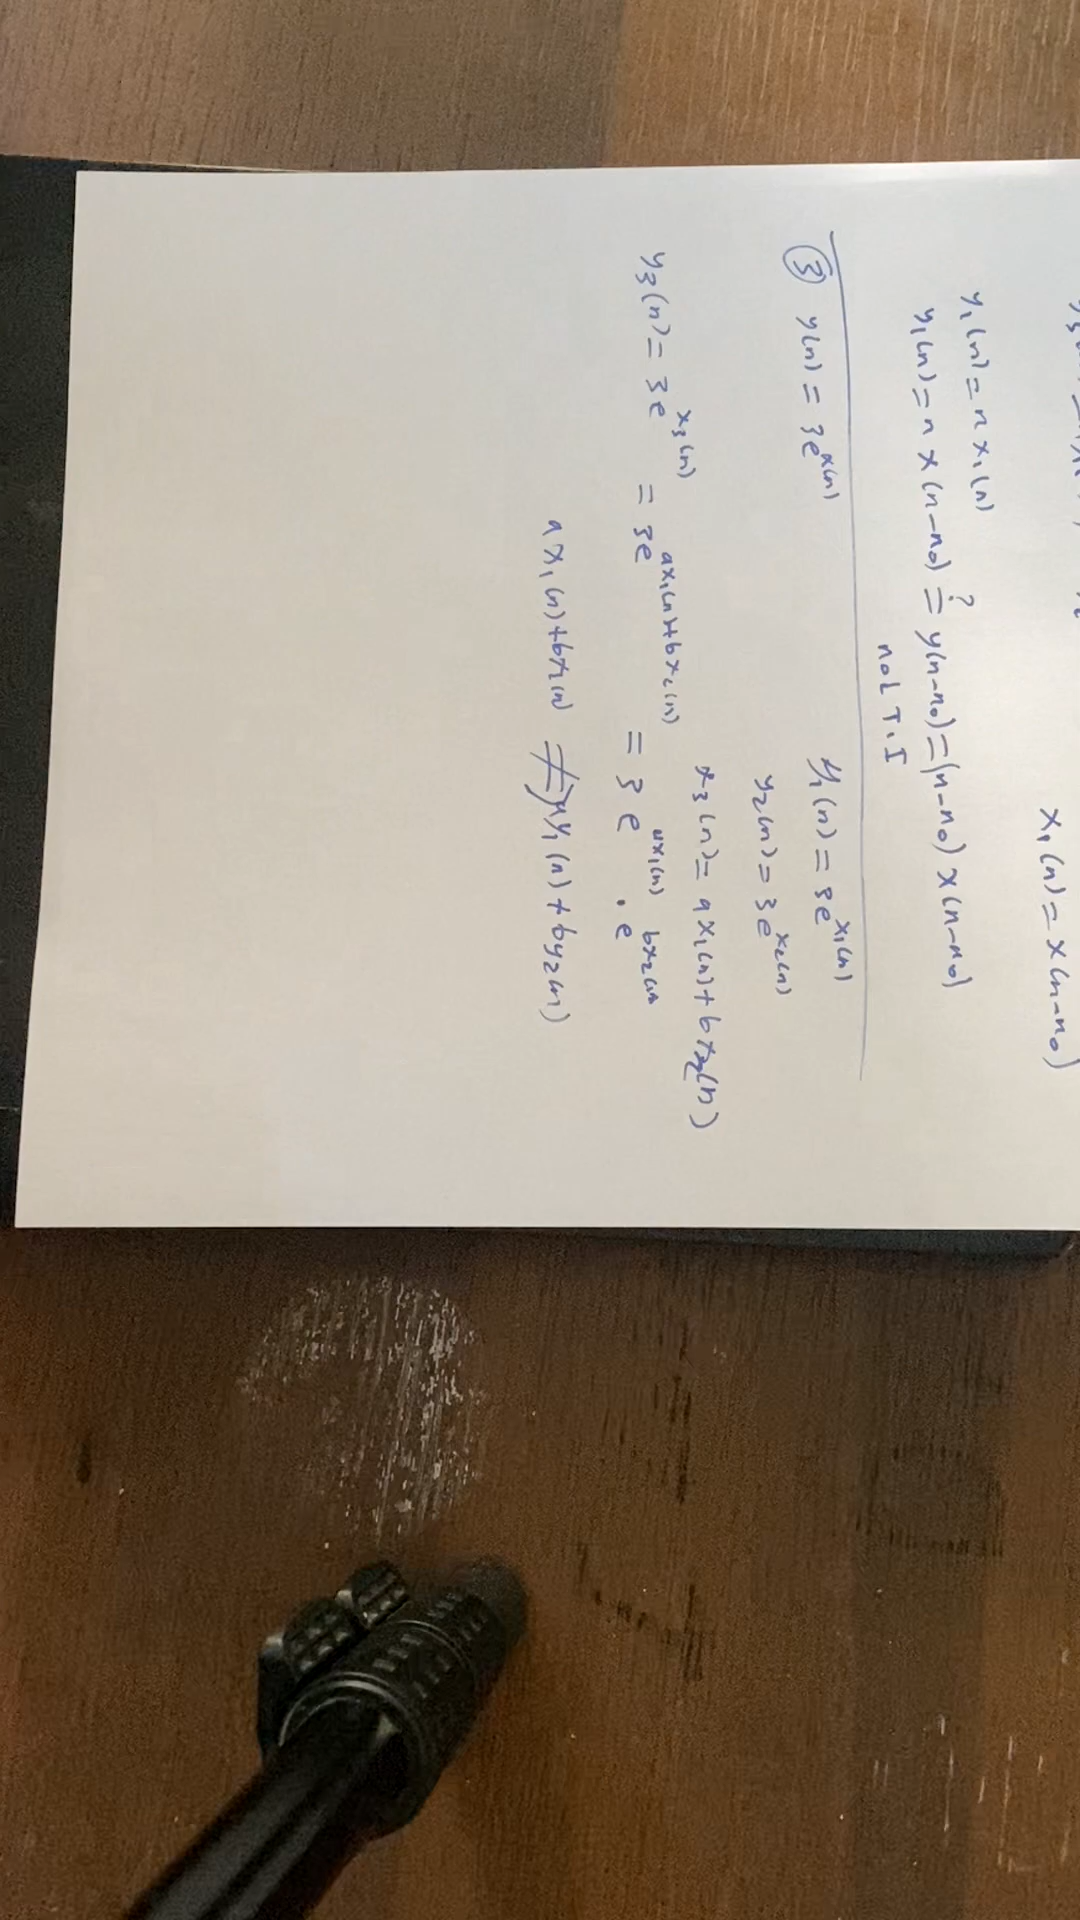 x₁(n) = x(n-n₀)
y₁(n) = n x₁(n)
y₁(n) = n x(n-n₀) =? y(n-n₀) = (n-n₀) x(n-n₀)
not T.I
③ y(n) = 3e^x(n) y₁(n) = 3e^x₁(n)
y₂(n) = 3e^x₂(n)
x₃(n) = a x₁(n) + b x₂(n)
y₃(n) = 3e^x₃(n) = 3e^ax₁(n)+bx₂(n) = 3e^ax₁(n) · e^bx₂(n)
a x₁(n) + b x₂(n) ≠ y₁(n) + b y₂(n)